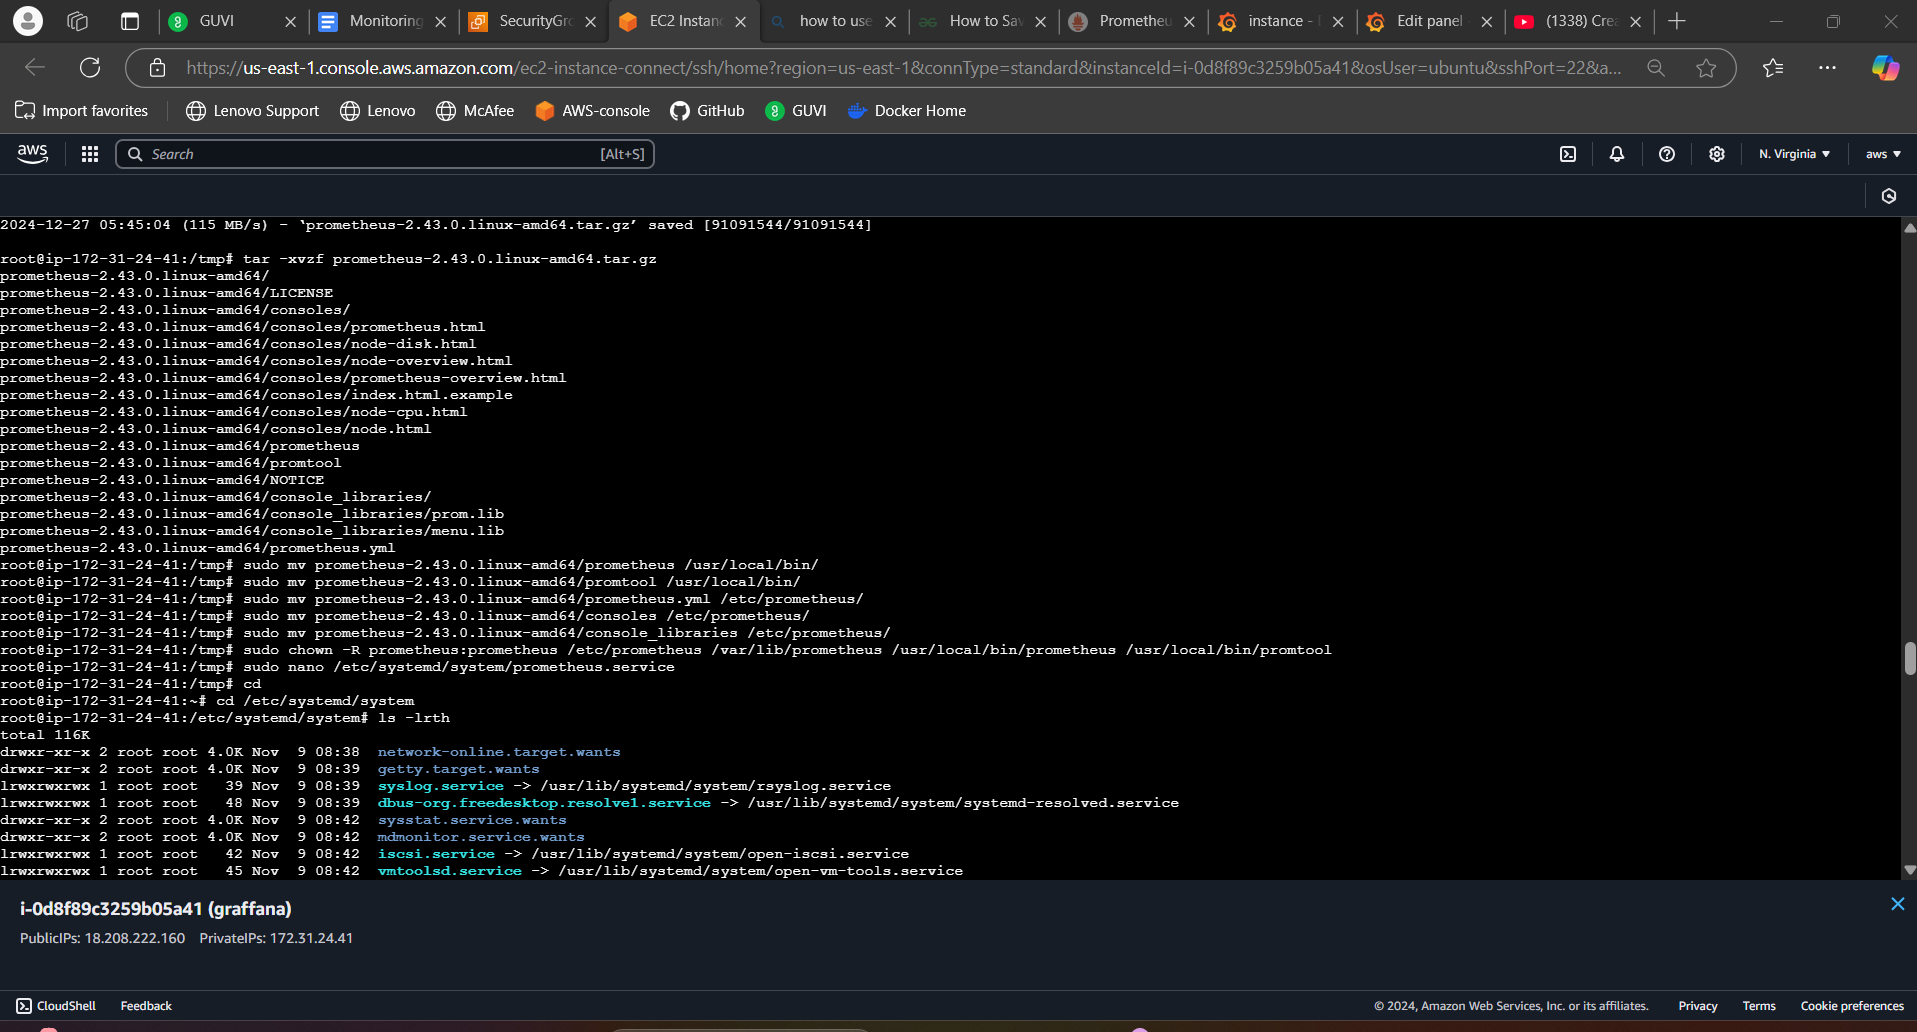 GUVI
Monitoring
SecurityGro
EC2 Instanc
how to use
How to Sav
Prometheu
instance -
Edit panel
(1338) Crea
https://us-east-1.console.aws.amazon.com/ec2-instance-connect/ssh/home?region=us-east-1&connType=standard&instanceId=i-0d8f89c3259b05a41&osUser=ubuntu&sshPort=22&a...
Import favorites
Lenovo Support
Lenovo
McAfee
AWS-console
GitHub
GUVI
Docker Home
aws
Search
[Alt+S]
N. Virginia
aws
2024-12-27 05:45:04 (115 MB/s) - ‘prometheus-2.43.0.linux-amd64.tar.gz’ saved [91091544/91091544]
root@ip-172-31-24-41:/tmp# tar -xvzf prometheus-2.43.0.linux-amd64.tar.gz
prometheus-2.43.0.linux-amd64/
prometheus-2.43.0.linux-amd64/LICENSE
prometheus-2.43.0.linux-amd64/consoles/
prometheus-2.43.0.linux-amd64/consoles/prometheus.html
prometheus-2.43.0.linux-amd64/consoles/node-disk.html
prometheus-2.43.0.linux-amd64/consoles/node-overview.html
prometheus-2.43.0.linux-amd64/consoles/prometheus-overview.html
prometheus-2.43.0.linux-amd64/consoles/index.html.example
prometheus-2.43.0.linux-amd64/consoles/node-cpu.html
prometheus-2.43.0.linux-amd64/consoles/node.html
prometheus-2.43.0.linux-amd64/prometheus
prometheus-2.43.0.linux-amd64/promtool
prometheus-2.43.0.linux-amd64/NOTICE
prometheus-2.43.0.linux-amd64/console_libraries/
prometheus-2.43.0.linux-amd64/console_libraries/prom.lib
prometheus-2.43.0.linux-amd64/console_libraries/menu.lib
prometheus-2.43.0.linux-amd64/prometheus.yml
root@ip-172-31-24-41:/tmp# sudo mv prometheus-2.43.0.linux-amd64/prometheus /usr/local/bin/
root@ip-172-31-24-41:/tmp# sudo mv prometheus-2.43.0.linux-amd64/promtool /usr/local/bin/
root@ip-172-31-24-41:/tmp# sudo mv prometheus-2.43.0.linux-amd64/prometheus.yml /etc/prometheus/
root@ip-172-31-24-41:/tmp# sudo mv prometheus-2.43.0.linux-amd64/consoles /etc/prometheus/
root@ip-172-31-24-41:/tmp# sudo mv prometheus-2.43.0.linux-amd64/console_libraries /etc/prometheus/
root@ip-172-31-24-41:/tmp# sudo chown -R prometheus:prometheus /etc/prometheus /var/lib/prometheus /usr/local/bin/prometheus /usr/local/bin/promtool
root@ip-172-31-24-41:/tmp# sudo nano /etc/systemd/system/prometheus.service
root@ip-172-31-24-41:/tmp# cd
root@ip-172-31-24-41:~# cd /etc/systemd/system
root@ip-172-31-24-41:/etc/systemd/system# ls -lrth
total 116K
drwxr-xr-x 2 root root 4.0K Nov  9 08:38  network-online.target.wants
drwxr-xr-x 2 root root 4.0K Nov  9 08:39  getty.target.wants
lrwxrwxrwx 1 root root   39 Nov  9 08:39  syslog.service -> /usr/lib/systemd/system/rsyslog.service
lrwxrwxrwx 1 root root   48 Nov  9 08:39  dbus-org.freedesktop.resolve1.service -> /usr/lib/systemd/system/systemd-resolved.service
drwxr-xr-x 2 root root 4.0K Nov  9 08:42  sysstat.service.wants
drwxr-xr-x 2 root root 4.0K Nov  9 08:42  mdmonitor.service.wants
lrwxrwxrwx 1 root root   42 Nov  9 08:42  iscsi.service -> /usr/lib/systemd/system/open-iscsi.service
lrwxrwxrwx 1 root root   45 Nov  9 08:42  vmtoolsd.service -> /usr/lib/systemd/system/open-vm-tools.service
i-0d8f89c3259b05a41 (graffana)
PublicIPs: 18.208.222.160 PrivateIPs: 172.31.24.41
CloudShell
Feedback
© 2024, Amazon Web Services, Inc. or its affiliates.
Privacy
Terms
Cookie preferences